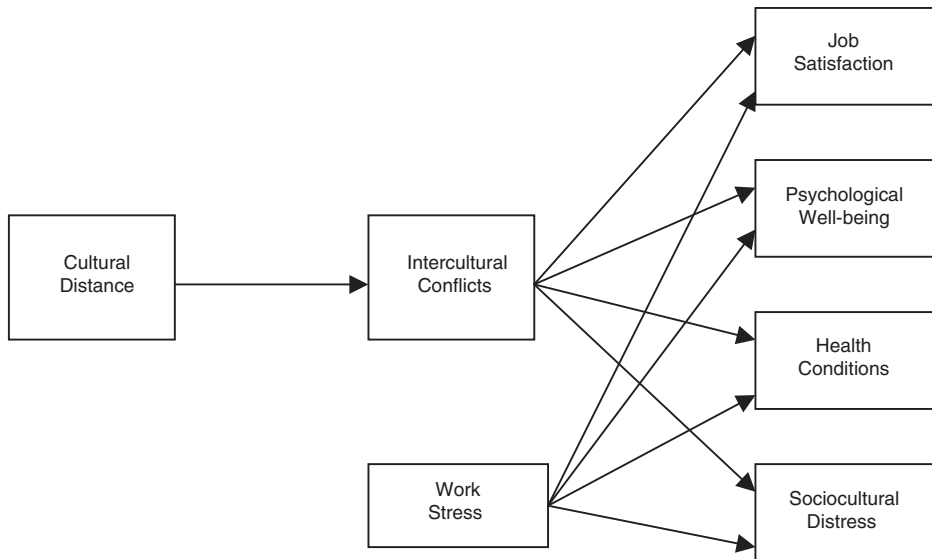 Job
Satisfaction
Psychological
Well-being
Cultural
Distance
Intercultural
Conflicts
Health
Conditions
Work
Stress
Sociocultural
Distress